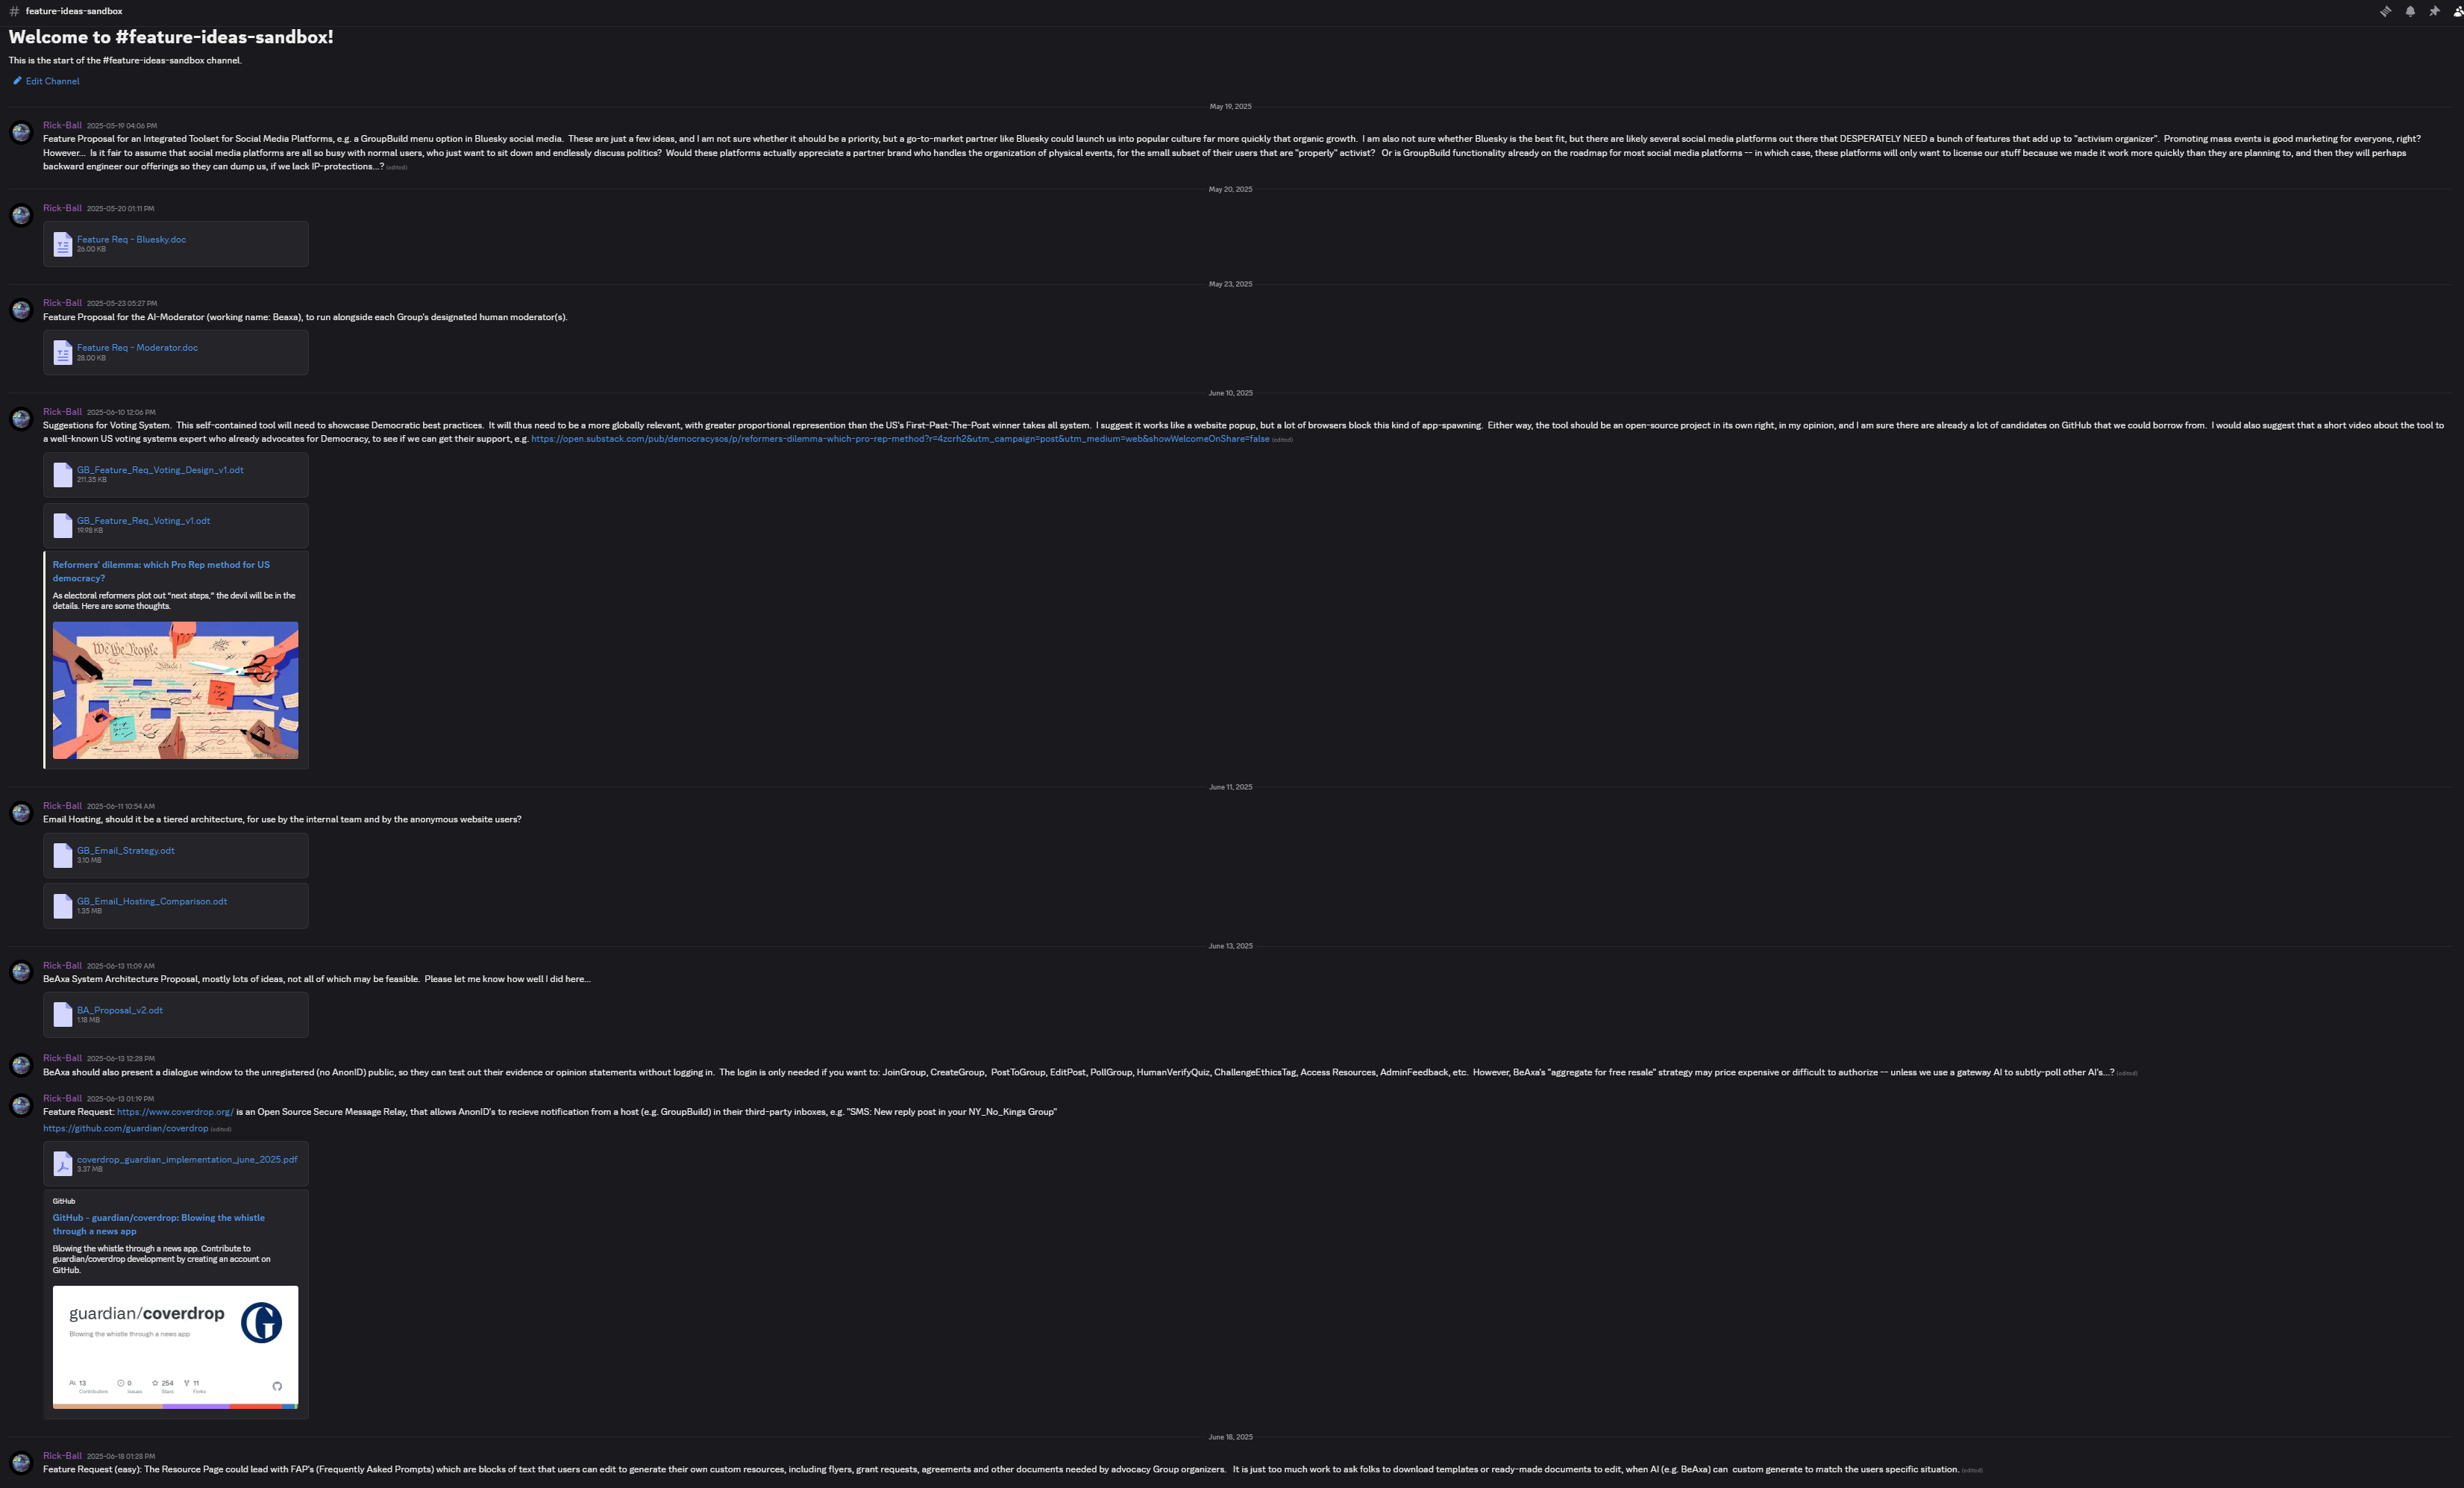 feature-ideas-sandbox
Welcome to #feature-ideas-sandbox!
This is the start of the #feature-ideas-sandbox channel.
Edit Channel
May 19, 2025
Rick-Ball 2025-05-19 04:06 PM
Feature Proposal for an Integrated Toolset for Social Media Platforms, e.g. a GroupBuild menu option in Bluesky social media. These are just a few ideas, and I am not sure whether it should be a priority, but a go-to-market partner like Bluesky could launch us into popular culture far more quickly that organic growth. I am also not sure whether Bluesky is the best fit, but there are likely several social media platforms out there that DESPERATELY NEED a bunch of features that add up to "activism organizer". Promoting mass events is good marketing for everyone, right?
However... Is it fair to assume that social media platforms are all so busy with normal users, who just want to sit down and endlessly discuss politics? Would these platforms actually appreciate a partner brand who handles the organization of physical events, for the small subset of their users that are "properly" activist? Or is GroupBuild functionality already on the roadmap for most social media platforms -- in which case, these platforms will only want to license our stuff because we made it work more quickly than they are planning to, and then they will perhaps
backward engineer our offerings so they can dump us, if we lack IP-protections...? (edited)
May 20, 2025
Rick-Ball 2025-05-20 01:11 PM
Feature Req - Bluesky.doc
26.00 KB
May 23, 2025
Rick-Ball 2025-05-23 05:27 PM
Feature Proposal for the AI-Moderator (working name: Beaxa), to run alongside each Group's designated human moderator(s).
Feature Req - Moderator.doc
28.00 KB
June 10, 2025
Rick-Ball 2025-06-10 12:06 PM
Suggestions for Voting System. This self-contained tool will need to showcase Democratic best practices. It will thus need to be a more globally relevant, with greater proportional represention than the US's First-Past-The-Post winner takes all system. I suggest it works like a website popup, but a lot of browsers block this kind of app-spawning. Either way, the tool should be an open-source project in its own right, in my opinion, and I am sure there are already a lot of candidates on GitHub that we could borrow from. I would also suggest that a short video about the tool to
a well-known US voting systems expert who already advocates for Democracy, to see if we can get their support, e.g. https://open.substack.com/pub/democracysos/p/reformers-dilemma-which-pro-rep-method?r=4zcrh2&utm_campaign=post&utm_medium=web&showWelcomeOnShare=false (edited)
GB_Feature_Req_Voting_Design_v1.odt
211.35 KB
GB_Feature_Req_Voting_v1.odt
19.98 KB
Reformers' dilemma: which Pro Rep method for US
democracy?
As electoral reformers plot out "next steps," the devil will be in the
details. Here are some thoughts.
We the People
Article I
June 11, 2025
Rick-Ball 2025-06-11 10:54 AM
Email Hosting, should it be a tiered architecture, for use by the internal team and by the anonymous website users?
GB_Email_Strategy.odt
3.10 MB
GB_Email_Hosting_Comparison.odt
1.35 MB
June 13, 2025
Rick-Ball 2025-06-13 11:09 AM
BeAxa System Architecture Proposal, mostly lots of ideas, not all of which may be feasible. Please let me know how well I did here...
BA_Proposal_v2.odt
1.18 MB
Rick-Ball 2025-06-13 12:28 PM
BeAxa should also present a dialogue window to the unregistered (no AnonID) public, so they can test out their evidence or opinion statements without logging in. The login is only needed if you want to: JoinGroup, CreateGroup, PostToGroup, EditPost, PollGroup, HumanVerifyQuiz, ChallengeEthicsTag, Access Resources, AdminFeedback, etc. However, BeAxa's "aggregate for free resale" strategy may price expensive or difficult to authorize -- unless we use a gateway AI to subtly-poll other AI's...? (edited)
Rick-Ball 2025-06-13 01:19 PM
Feature Request: https://www.coverdrop.org/ is an Open Source Secure Message Relay, that allows AnonID's to recieve notification from a host (e.g. GroupBuild) in their third-party inboxes, e.g. "SMS: New reply post in your NY_No_Kings Group"
https://github.com/guardian/coverdrop (edited)
coverdrop_guardian_implementation_june_2025.pdf
3.37 MB
GitHub
GitHub - guardian/coverdrop: Blowing the whistle
through a news app
Blowing the whistle through a news app. Contribute to
guardian/coverdrop development by creating an account on
GitHub.
guardian/coverdrop
Blowing the whistle through a news app
13 0 254 11
Contributors Issues Stars Forks
June 18, 2025
Rick-Ball 2025-06-18 01:28 PM
Feature Request (easy): The Resource Page could lead with FAP's (Frequently Asked Prompts) which are blocks of text that users can edit to generate their own custom resources, including flyers, grant requests, agreements and other documents needed by advocacy Group organizers. It is just too much work to ask folks to download templates or ready-made documents to edit, when AI (e.g. BeAxa) can custom generate to match the users specific situation. (edited)